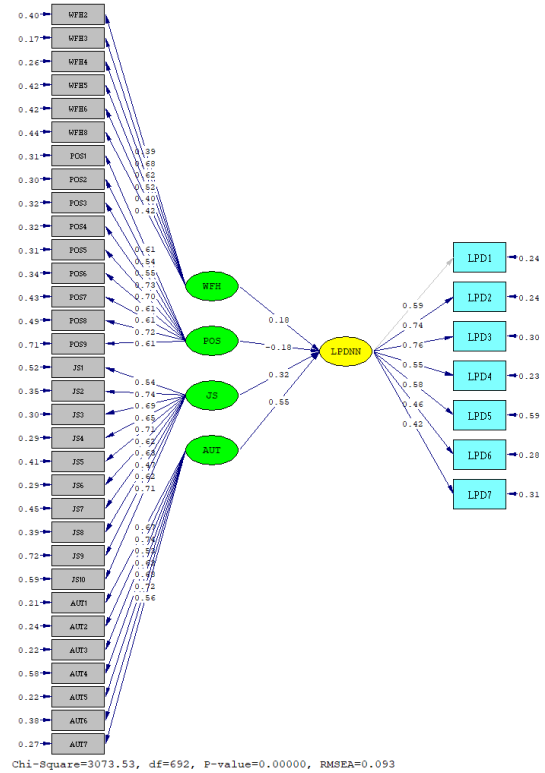 0.40 WFH2
0.17 WFH3
0.26 WFH4
0.42 WFH5
0.42 WFH6
0.44 WFH8
0.31 POS1
0.30 POS2
0.32 POS3
0.32 POS4
0.31 POS5
0.34 POS6
0.43 POS7
0.49 POS8
0.71 POS9
0.52 JS1
0.35 JS2
0.30 JS3
0.29 JS4
0.41 JS5
0.29 JS6
0.45 JS7
0.39 JS8
0.72 JS9
0.59 JS10
0.21 AUT1
0.24 AUT2
0.22 AUT3
0.58 AUT4
0.22 AUT5
0.38 AUT6
0.27 AUT7
0.39
0.68
0.62
0.52
0.40
0.42
0.61
0.54
0.55
0.73
0.70
0.61
0.61
0.72
0.61
0.54
0.74
0.69
0.65
0.71
0.62
0.62
0.71
0.72
0.56
WFH
POS
JS
AUT
0.18
-0.18
0.32
0.55
LPDNN
0.59
0.74
0.76
0.55
0.58
0.46
0.42
LPD1 0.24
LPD2 0.24
LPD3 0.30
LPD4 0.23
LPD5 0.59
LPD6 0.28
LPD7 0.31
Chi-Square=3073.53, df=692, P-value=0.00000, RMSEA=0.093